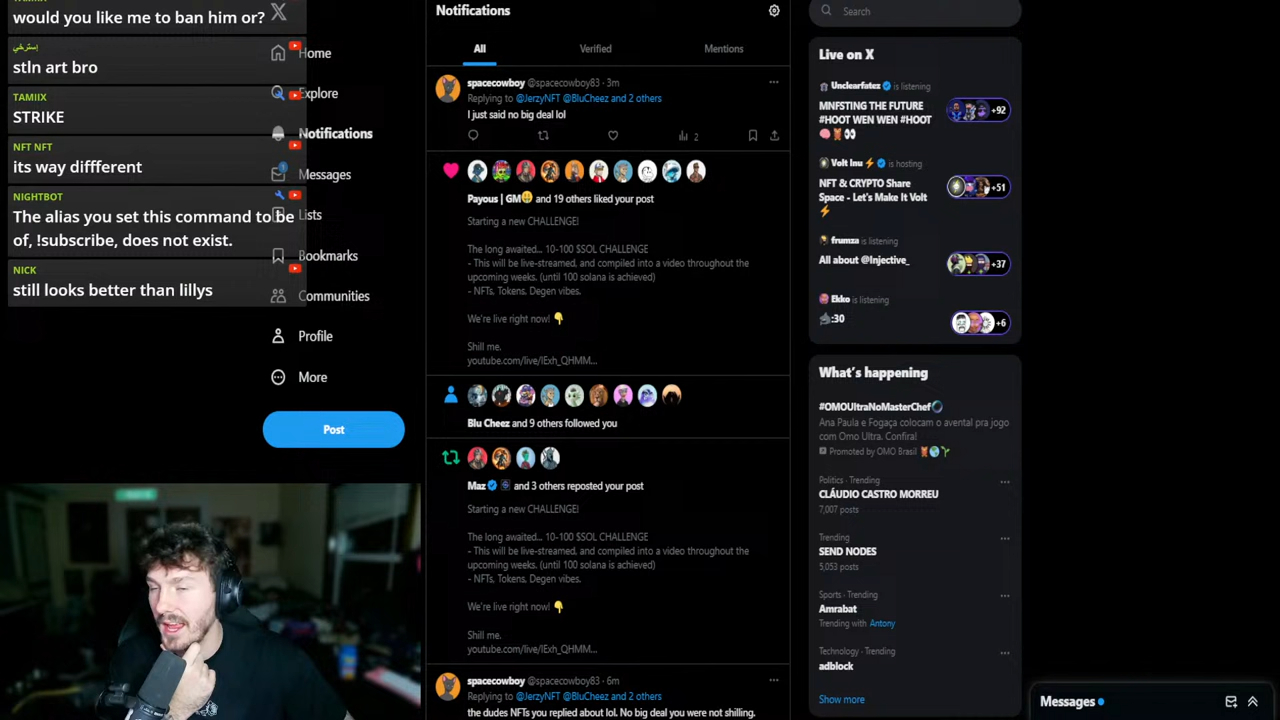 would you like me to ban him or?
إسترخي
stln art bro
TAMIIX
STRIKE
NFT NFT
its way diffferent
NIGHTBOT
The alias you set this command to be
of, !subscribe, does not exist.
NICK
still looks better than lillys
Home
Explore
Notifications
Messages
1
Lists
Bookmarks
Communities
Profile
More
Post
Notifications
All
Verified
Mentions
spacecowboy @spacecowboy83 · 3m
Replying to @JerzyNFT @BluCheez and 2 others
I just said no big deal lol
2
Payous | GM and 19 others liked your post
Starting a new CHALLENGE!
The long awaited... 10-100 $SOL CHALLENGE
- This will be live-streamed, and compiled into a video throughout the
upcoming weeks. (until 100 solana is achieved)
- NFTs, Tokens, Degen vibes.
We're live right now! 👇
Shill me.
youtube.com/live/lExh_QHMM...
Blu Cheez and 9 others followed you
Maz and 3 others reposted your post
Starting a new CHALLENGE!
The long awaited... 10-100 $SOL CHALLENGE
- This will be live-streamed, and compiled into a video throughout the
upcoming weeks. (until 100 solana is achieved)
- NFTs, Tokens, Degen vibes.
We're live right now! 👇
Shill me.
youtube.com/live/lExh_QHMM...
spacecowboy @spacecowboy83 · 6m
Replying to @JerzyNFT @BluCheez and 2 others
the dudes NFTs you replied about lol. No big deal you were not shilling.
Search
Live on X
Unclearfatez is listening
MNFSTING THE FUTURE
#HOOT WEN WEN #HOOT
🧠🦉👀
+92
Volt Inu ⚡ is hosting
NFT & CRYPTO Share
Space - Let's Make It Volt
⚡
+51
frumza is listening
All about @Injective_
+37
Ekko is listening
:30
+6
What's happening
#OMOUltraNoMasterChef
Ana Paula e Fogaça colocam o avental pra jogo
com Omo Ultra. Confira!
Promoted by OMO Brasil
Politics · Trending
CLÁUDIO CASTRO MORREU
7,007 posts
Trending
SEND NODES
5,053 posts
Sports · Trending
Amrabat
Trending with Antony
Technology · Trending
adblock
Show more
Messages